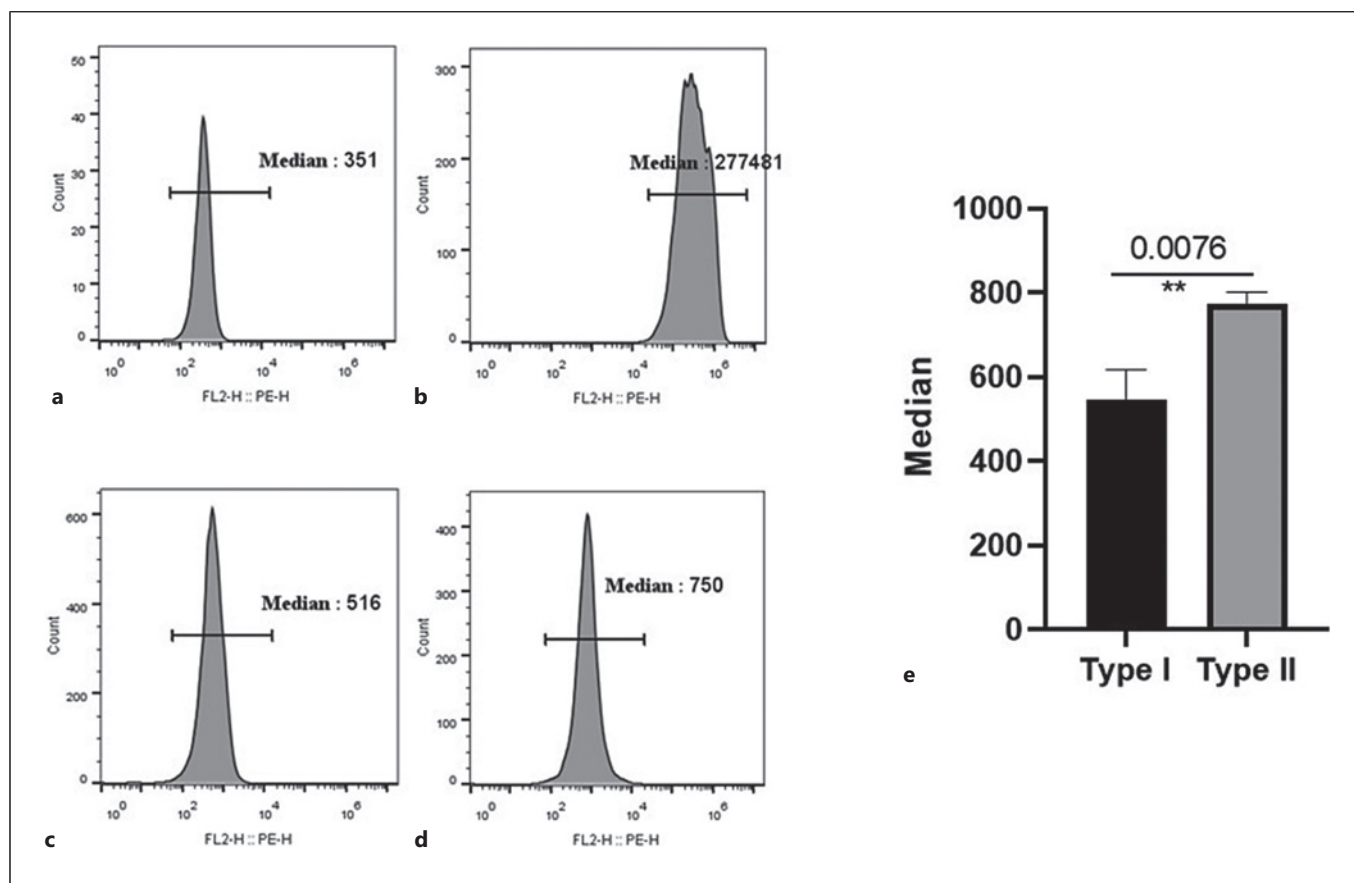 50
40
30
20
10
0
Count
Median : 351
10^0 10^2 10^4 10^6
FL2-H :: PE-H
a
300
200
100
0
Count
Median : 277481
10^0 10^2 10^4 10^6
FL2-H :: PE-H
b
600
400
200
0
Count
Median : 516
10^0 10^2 10^4 10^6
FL2-H :: PE-H
c
400
300
200
100
0
Count
Median : 750
10^0 10^2 10^4 10^6
FL2-H :: PE-H
d
1000
800
600
400
200
0
Median
0.0076
**
Type I Type II
e